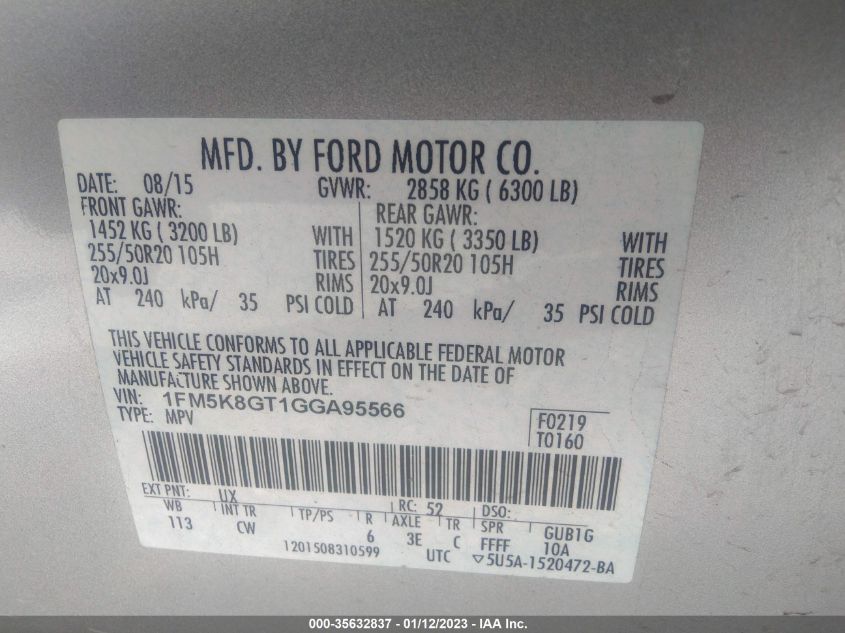 MFD. BY FORD MOTOR CO.
DATE: 08/15 GVWR: 2858 KG ( 6300 LB)
FRONT GAWR: REAR GAWR:
1452 KG ( 3200 LB) WITH 1520 KG ( 3350 LB) WITH
255/50R20 105H TIRES 255/50R20 105H TIRES
20x9.0J RIMS 20x9.0J RIMS
AT 240 kPa/ 35 PSI COLD AT 240 kPa/ 35 PSI COLD
THIS VEHICLE CONFORMS TO ALL APPLICABLE FEDERAL MOTOR
VEHICLE SAFETY STANDARDS IN EFFECT ON THE DATE OF
MANUFACTURE SHOWN ABOVE.
VIN: 1FM5K8GT1GGA95566
TYPE: MPV
F0219
T0160
EXT PNT: UX RC: 52 DSO:
WB INT TR TP/PS R AXLE TR SPR GUB1G
113 CW 6 3E C FFFF 10A
1201508310599 UTC ▽5U5A-1520472-BA
000-35632837 - 01/12/2023 - IAA Inc.